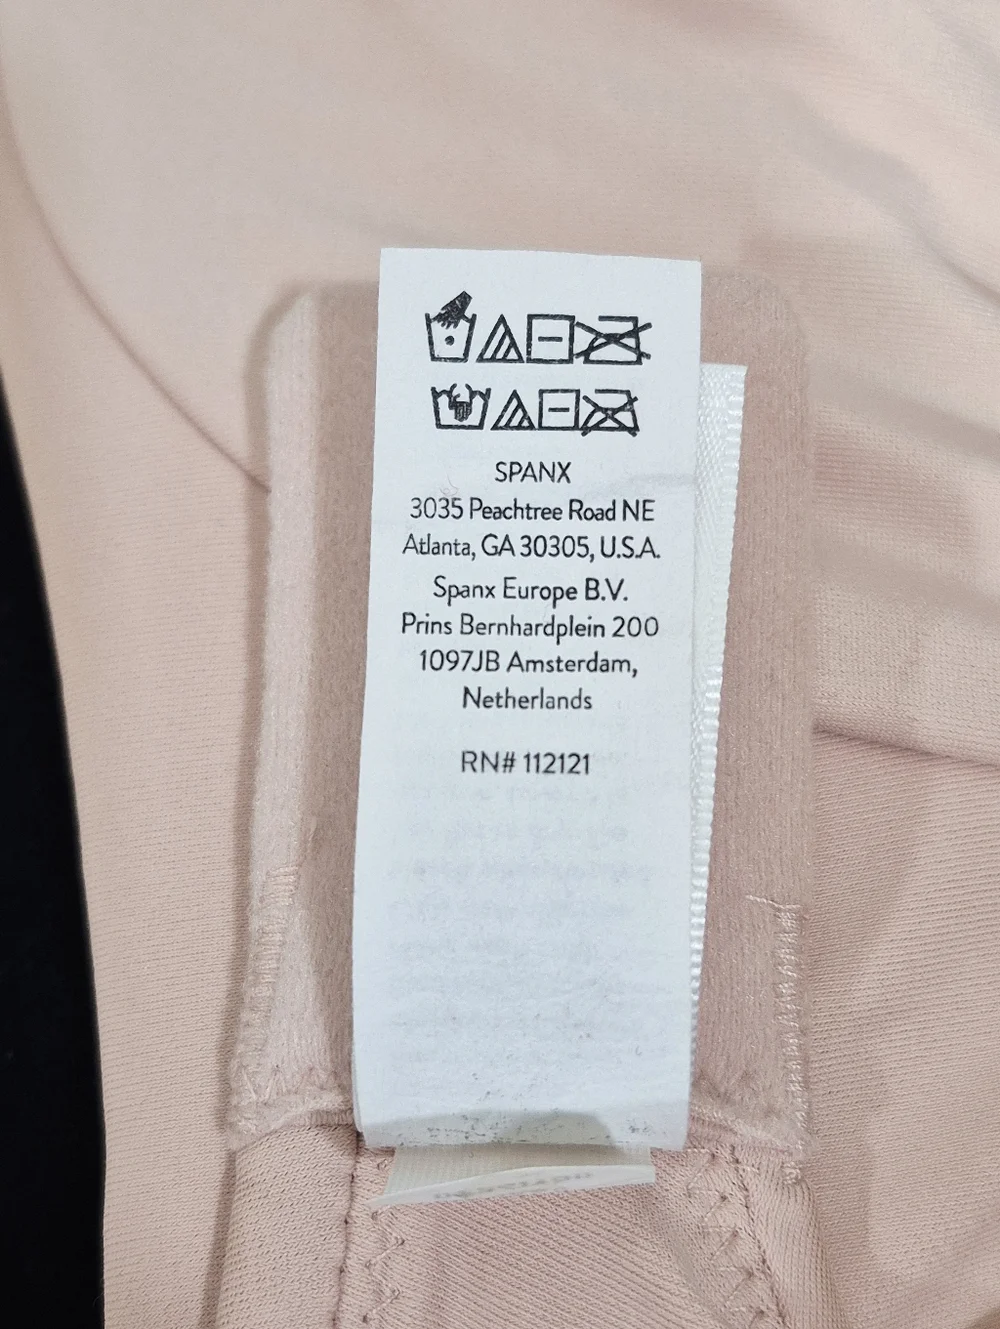 SPANX
3035 Peachtree Road NE
Atlanta, GA 30305, U.S.A.
Spanx Europe B.V.
Prins Bernhardplein 200
1097JB Amsterdam,
Netherlands
RN# 112121